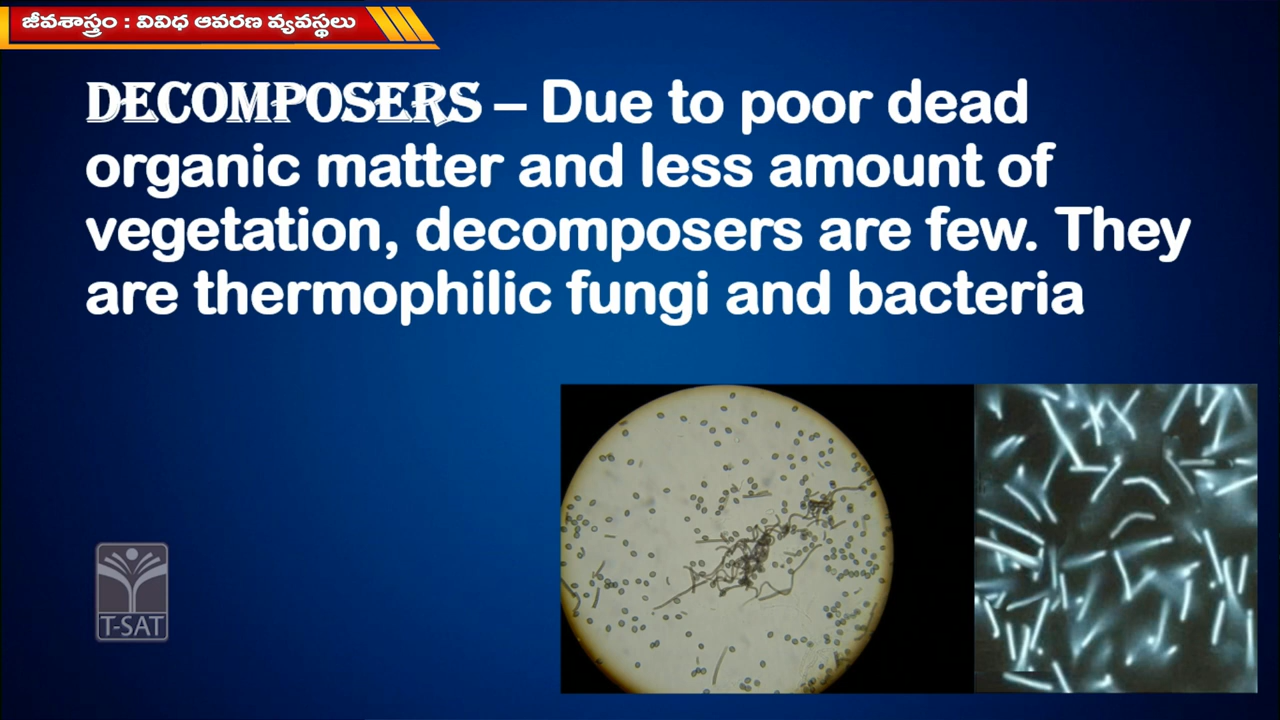 జీవశాస్త్రం : వివిధ ఆవరణ వ్యవస్థలు
DECOMPOSERS – Due to poor dead
organic matter and less amount of
vegetation, decomposers are few. They
are thermophilic fungi and bacteria
T-SAT